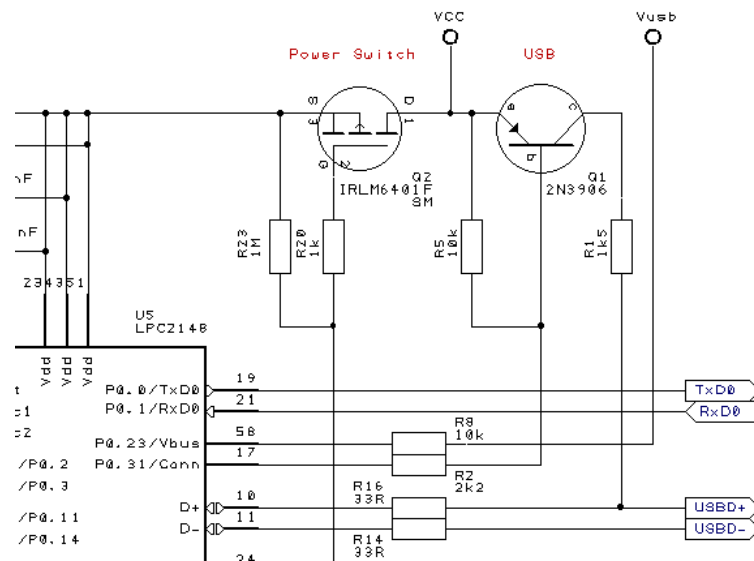 VCC
Vusb
Power Switch
USB
S
3
D
1
e
c
G
2
b
Q2
IRLM6401F
SM
Q1
2N3906
nF
nF
R23
1M
R20
1k
R5
10k
R1
1k5
234351
U5
LPC2148
Vdd
Vdd
Vdd
t
c1
c2
P0.0/TxD0
19
TxD0
P0.1/RxD0
21
RxD0
P0.23/Vbus
58
R8
10k
P0.31/Conn
17
R2
2k2
/P0.2
/P0.3
R16
33R
D+
10
USBD+
D-
11
USBD-
/P0.11
/P0.14
R14
33R
24